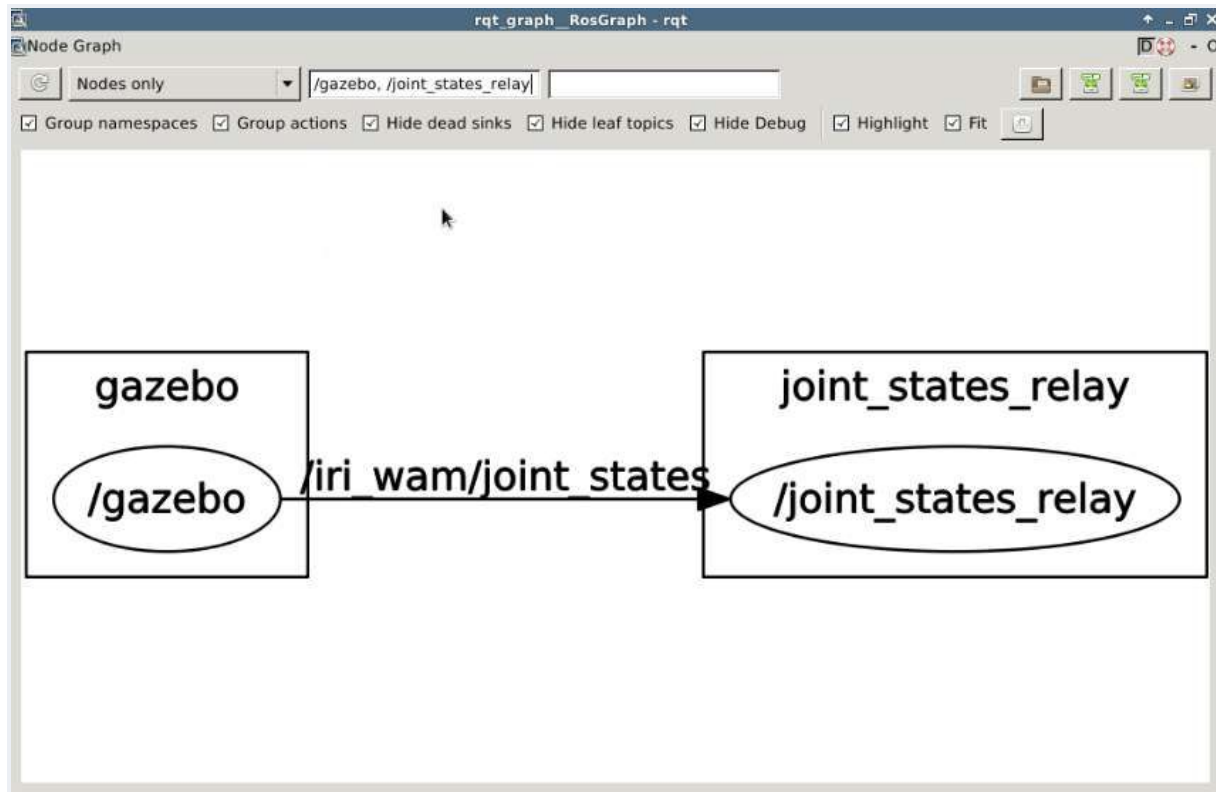 rqt_graph__RosGraph - rqt
Node Graph
D - O
Nodes only /gazebo, /joint_states_relay
Group namespaces Group actions Hide dead sinks Hide leaf topics Hide Debug Highlight Fit
gazebo joint_states_relay
/gazebo /iri_wam/joint_states /joint_states_relay